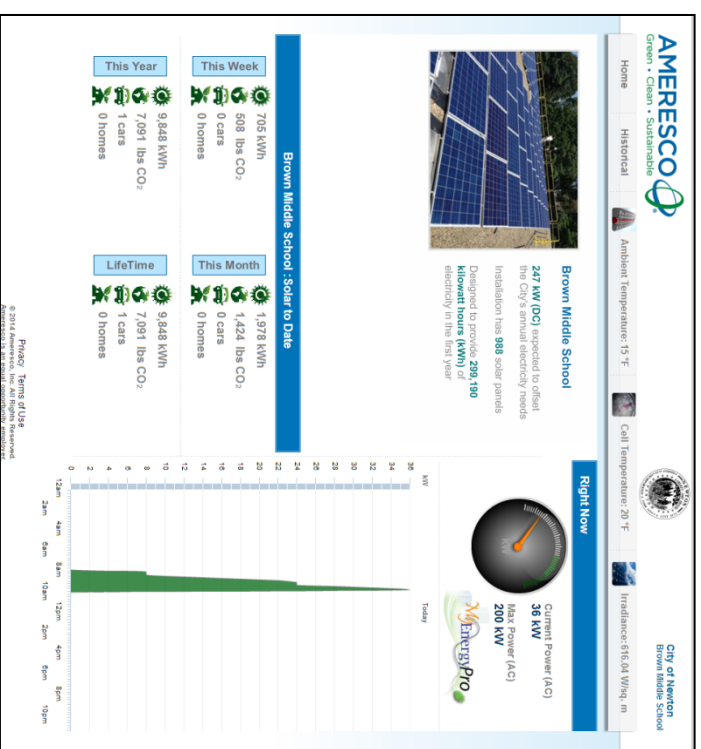 AMERESCO
Green • Clean • Sustainable
City of Newton
Brown Middle School
Home
Historical
Ambient Temperature: 15 °F
Cell Temperature: 20 °F
Irradiance: 616.04 W/sq. m
Brown Middle School
247 kW (DC) expected to offset
the City's annual electricity needs
Installation has 988 solar panels
Designed to provide 299,190
kilowatt hours (kWh) of
electricity in the first year
Right Now
kW
Current Power (AC)
36 kW
Max Power (AC)
200 kW
MyEnergyPro
Brown Middle School : Solar to Date
This Week
705 kWh
508 lbs CO₂
0 cars
0 homes
This Month
1,978 kWh
1,424 lbs CO₂
0 cars
0 homes
This Year
9,848 kWh
7,091 lbs CO₂
1 cars
0 homes
LifeTime
9,848 kWh
7,091 lbs CO₂
1 cars
0 homes
kW
Today
36
34
32
30
28
26
24
22
20
18
16
14
12
10
8
6
4
2
0
12am 2am 4am 6am 8am 10am 12pm 2pm 4pm 6pm 8pm 10pm
Privacy Terms of Use
© 2014 Ameresco, Inc. All Rights Reserved.
Ameresco is an equal opportunity employer.